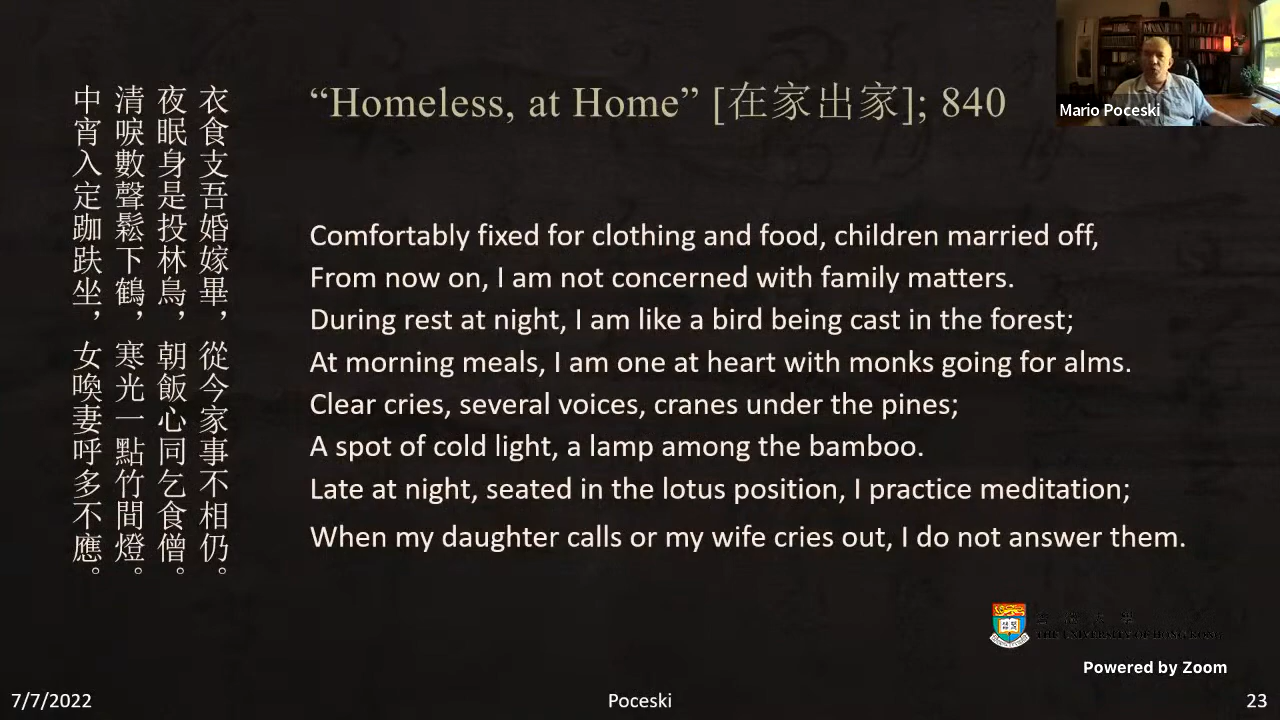 “Homeless, at Home” [在家出家]; 840
Mario Poceski
衣食支吾婚嫁畢，從今家事不相仍。
夜眠身是投林鳥，朝飯心同乞食僧。
清唳數聲鬆下鶴，寒光一點竹間燈。
中宵入定跏趺坐，女喚妻呼多不應。
Comfortably fixed for clothing and food, children married off,
From now on, I am not concerned with family matters.
During rest at night, I am like a bird being cast in the forest;
At morning meals, I am one at heart with monks going for alms.
Clear cries, several voices, cranes under the pines;
A spot of cold light, a lamp among the bamboo.
Late at night, seated in the lotus position, I practice meditation;
When my daughter calls or my wife cries out, I do not answer them.
THE UNIVERSITY OF HONG KONG
Powered by Zoom
7/7/2022
Poceski
23